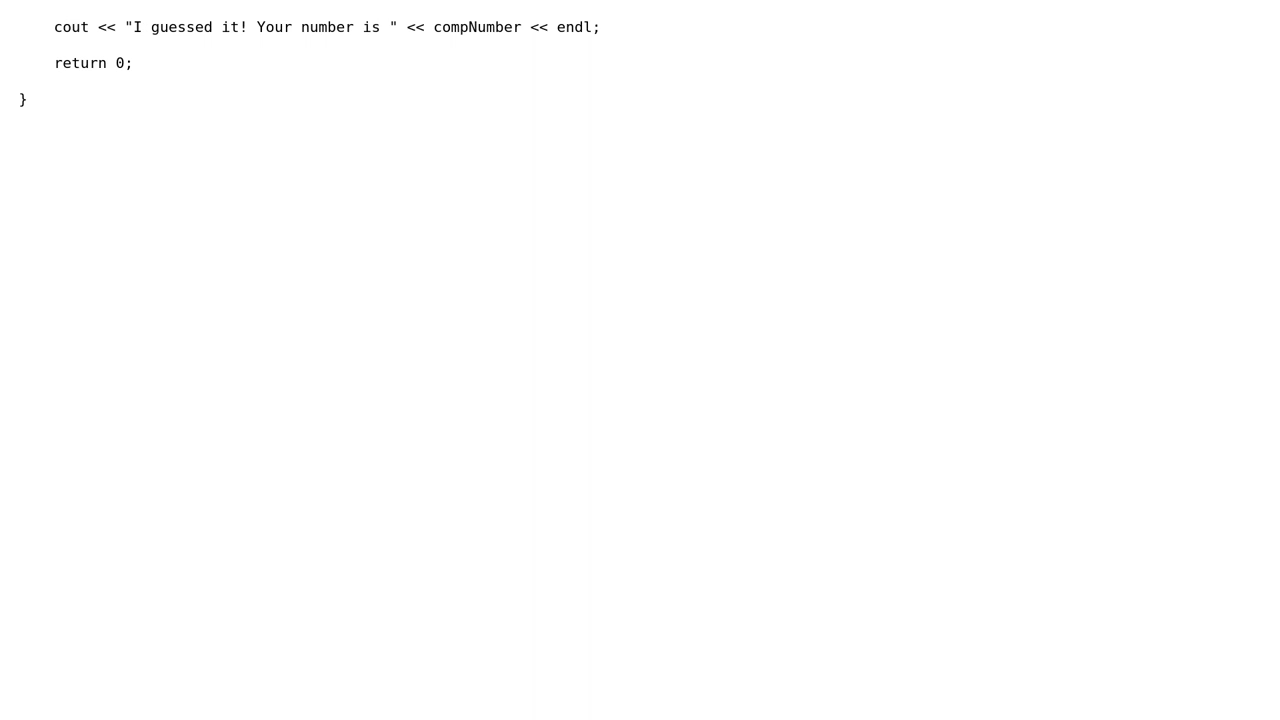 cout << "I guessed it! Your number is " << compNumber << endl;
    return 0;
}